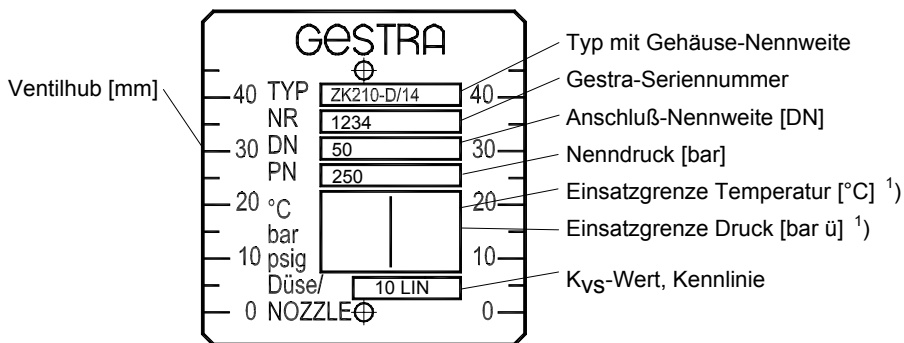 GESTRA
Typ mit Gehäuse-Nennweite
Ventilhub [mm]
40 TYP ZK210-D/14 40
Gestra-Seriennummer
NR 1234
Anschluß-Nennweite [DN]
30 DN 50 30
Nenndruck [bar]
PN 250
Einsatzgrenze Temperatur [°C] ¹)
20 °C 20
Einsatzgrenze Druck [bar ü] ¹)
bar
10 psig 10
Düse/ 10 LIN
KVS-Wert, Kennlinie
0 NOZZLE 0